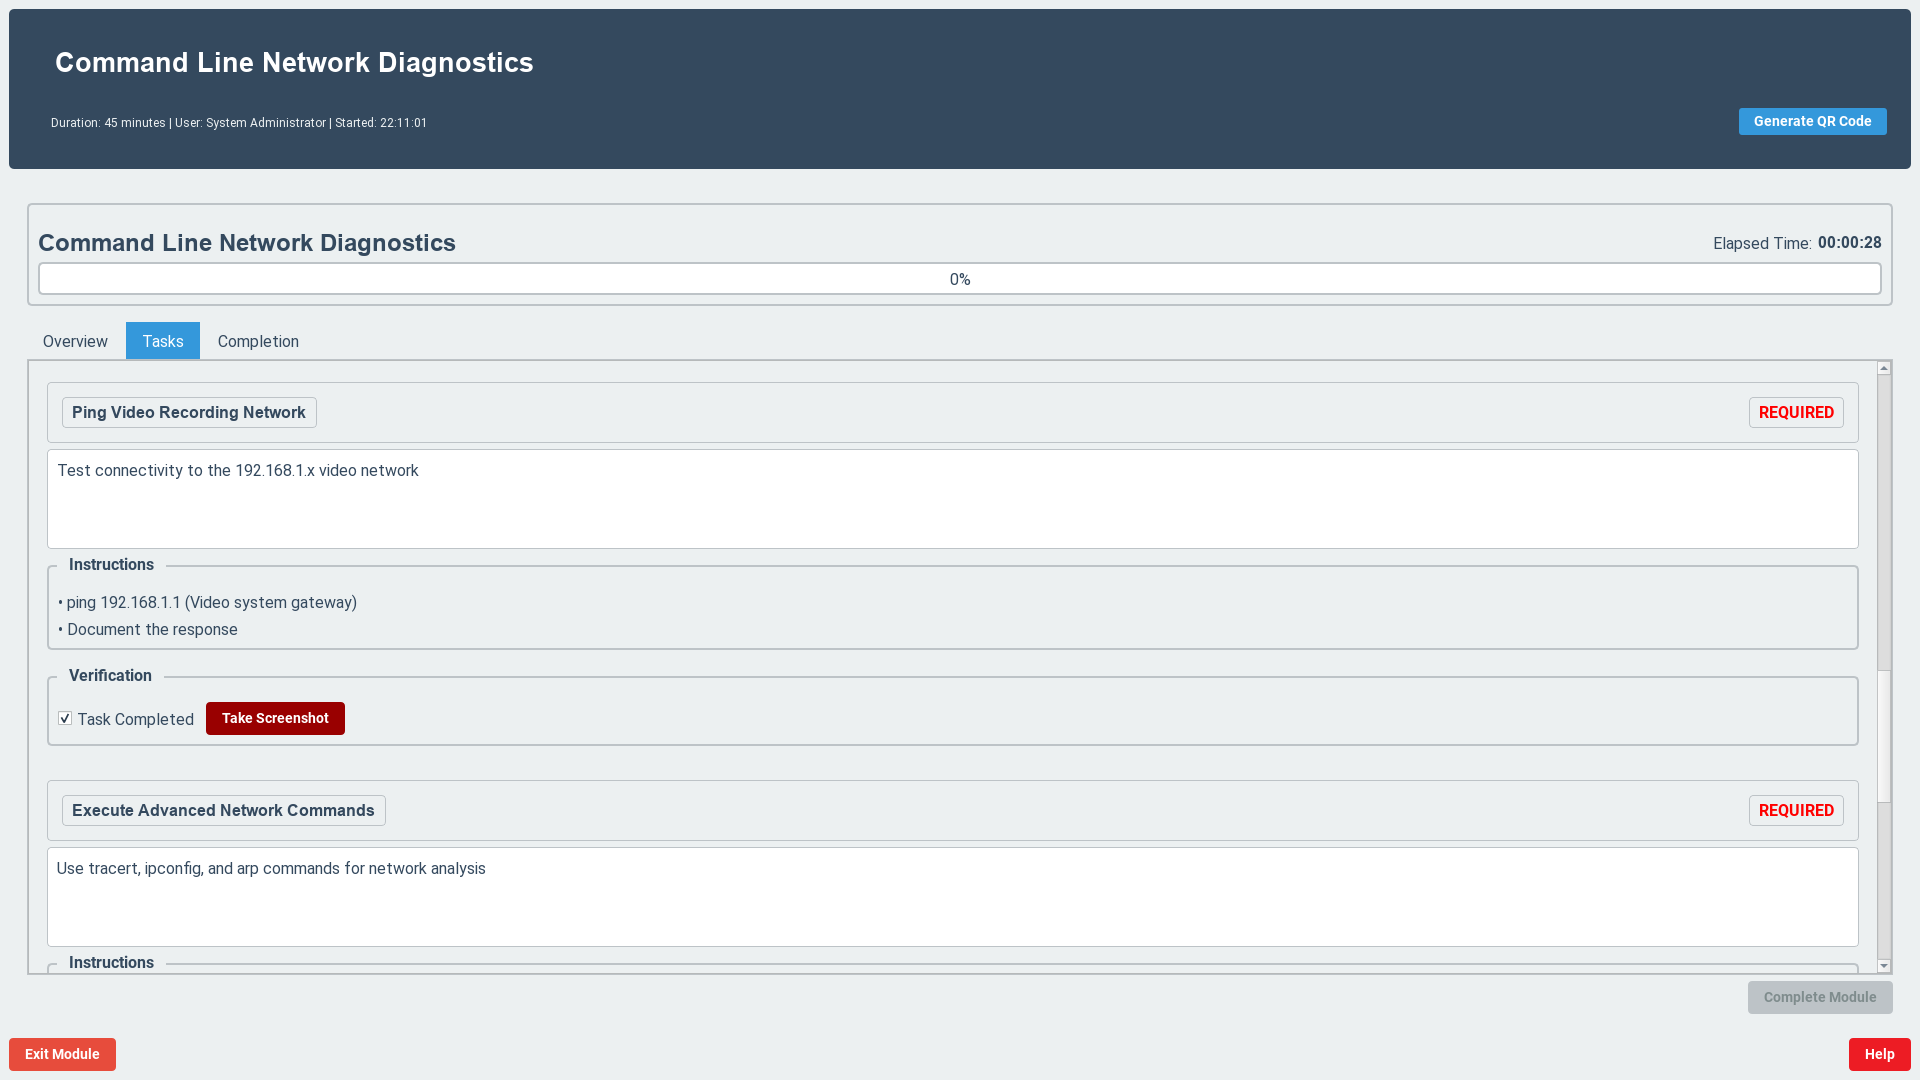 Command Line Network Diagnostics
Duration: 45 minutes | User: System Administrator | Started: 22:11:01
Generate QR Code
Command Line Network Diagnostics
Elapsed Time: 00:00:28
0%
Overview
Tasks
Completion
Ping Video Recording Network
REQUIRED
Test connectivity to the 192.168.1.x video network
Instructions
• ping 192.168.1.1 (Video system gateway)
• Document the response
Verification
Task Completed
Take Screenshot
Execute Advanced Network Commands
REQUIRED
Use tracert, ipconfig, and arp commands for network analysis
Instructions
Complete Module
Exit Module
Help